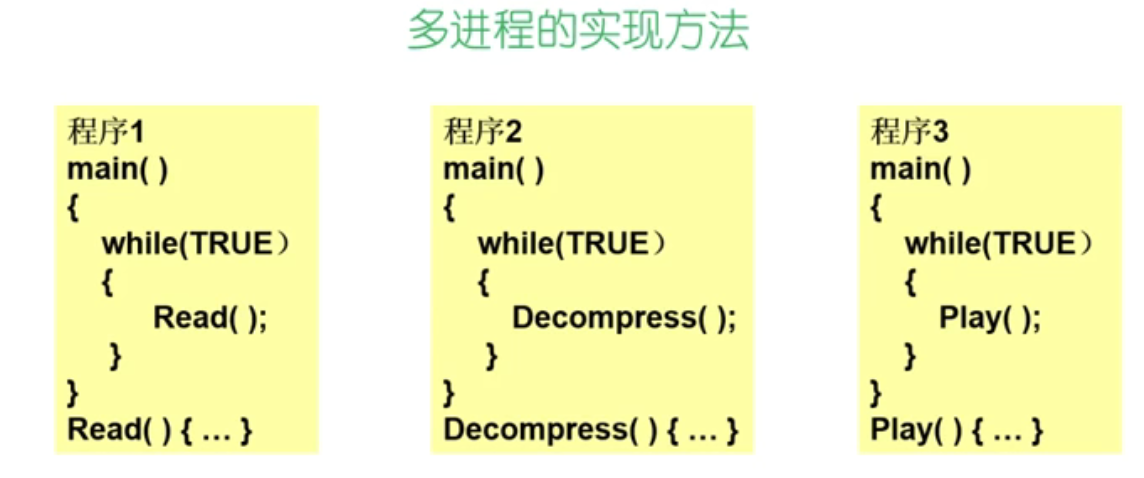 多进程的实现方法
程序1
main( )
{
while(TRUE）
{
Read( );
}
}
Read( ) { … }
程序2
main( )
{
while(TRUE）
{
Decompress( );
}
}
Decompress( ) { … }
程序3
main( )
{
while(TRUE）
{
Play( );
}
}
Play( ) { … }